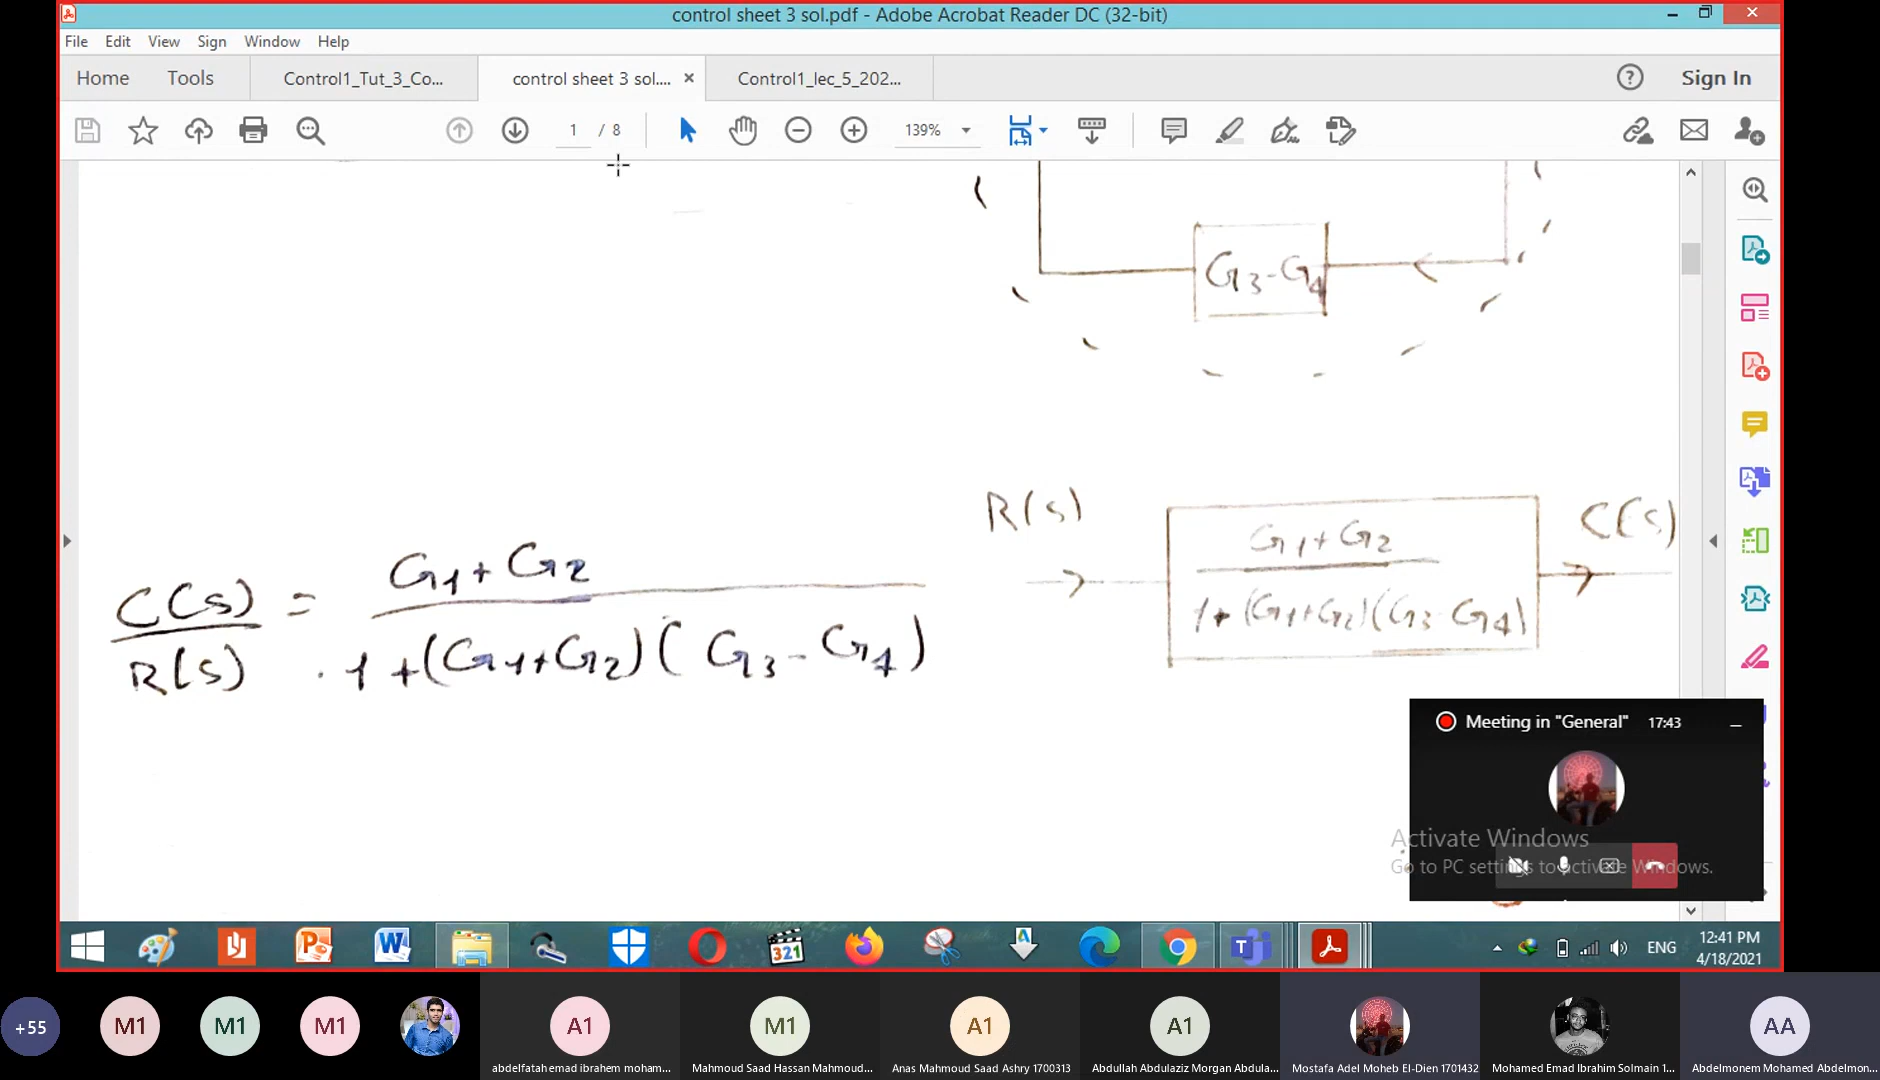 control sheet 3 sol.pdf - Adobe Acrobat Reader DC (32-bit)
File Edit View Sign Window Help
Home Tools Control1_Tut_3_Co... control sheet 3 sol.... Control1_lec_5_202... Sign In
1 / 8 139%
G3-G4
R(s) C(s)
G1+G2
1+(G1+G2)(G3-G4)
C(s) = G1+G2
R(s) . 1+(G1+G2)(G3-G4)
Meeting in "General" 17:43
Activate Windows
Go to PC settings to activate Windows.
321
ENG
12:41 PM
4/18/2021
+55 M1 M1 M1 A1 M1 A1 A1 AA
abdelfatah emad ibrahem moham... Mahmoud Saad Hassan Mahmoud... Anas Mahmoud Saad Ashry 1700313 Abdullah Abdulaziz Morgan Abdula... Mostafa Adel Moheb El-Dien 1701432 Mohamed Emad Ibrahim Solmain 1... Abdelmonem Mohamed Abdelmon...